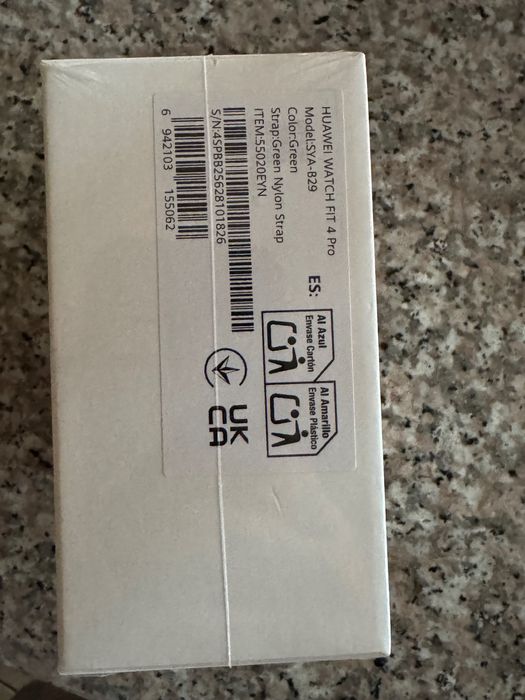 HUAWEI WATCH FIT 4 Pro
Model:SYA-B29
Color:Green
Strap:Green Nylon Strap
ITEM:55020EYN
S/N:4SPBB25628101826
6 942103 155062
ES:
Al Azul
Envase Cartón
Al Amarillo
Envase Plástico
UK
CA